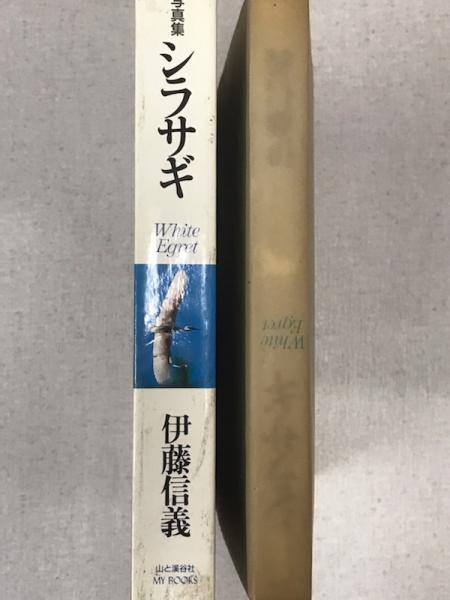 写真集
シラサギ
White
Egret
伊藤信義
山と溪谷社
MY BOOKS
White
Egret